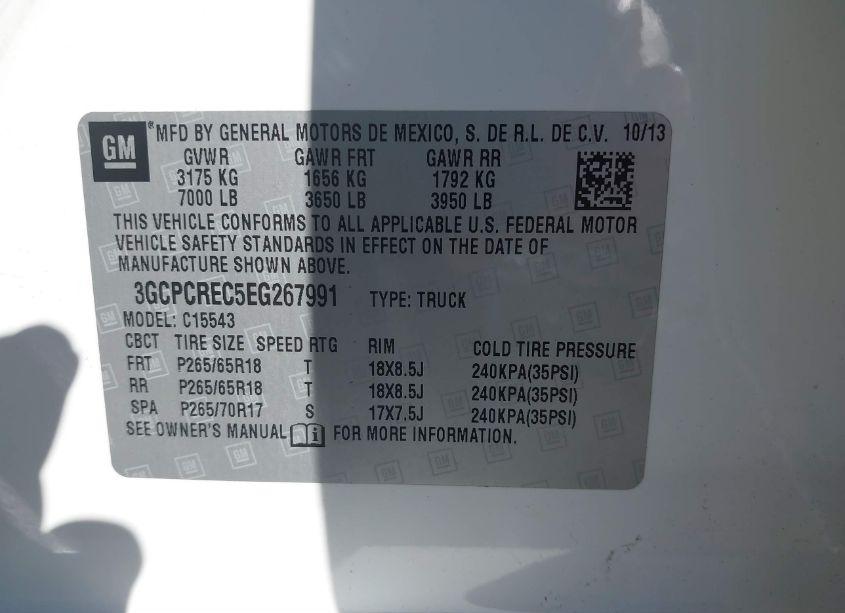 GM
®MFD BY GENERAL MOTORS DE MEXICO, S. DE R.L. DE C.V. 10/13
GVWR GAWR FRT GAWR RR
3175 KG 1656 KG 1792 KG
7000 LB 3650 LB 3950 LB
THIS VEHICLE CONFORMS TO ALL APPLICABLE U.S. FEDERAL MOTOR
VEHICLE SAFETY STANDARDS IN EFFECT ON THE DATE OF
MANUFACTURE SHOWN ABOVE.
3GCPCREC5EG267991 TYPE: TRUCK
MODEL: C15543
CBCT TIRE SIZE SPEED RTG RIM COLD TIRE PRESSURE
FRT P265/65R18 T 18X8.5J 240KPA(35PSI)
RR P265/65R18 T 18X8.5J 240KPA(35PSI)
SPA P265/70R17 S 17X7.5J 240KPA(35PSI)
SEE OWNER'S MANUAL i FOR MORE INFORMATION.